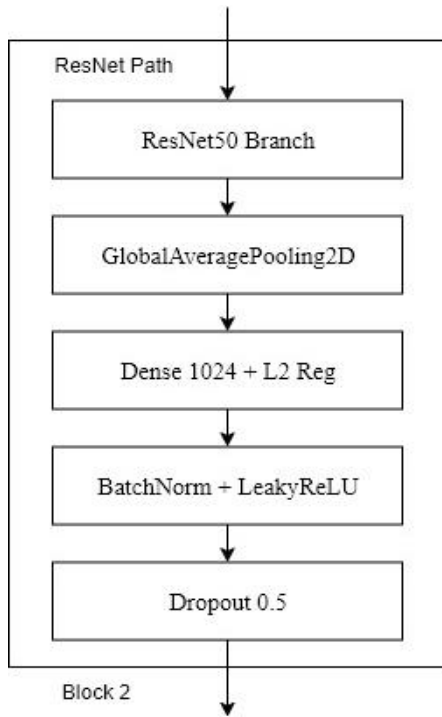 ResNet Path
ResNet50 Branch
GlobalAveragePooling2D
Dense 1024 + L2 Reg
BatchNorm + LeakyReLU
Dropout 0.5
Block 2